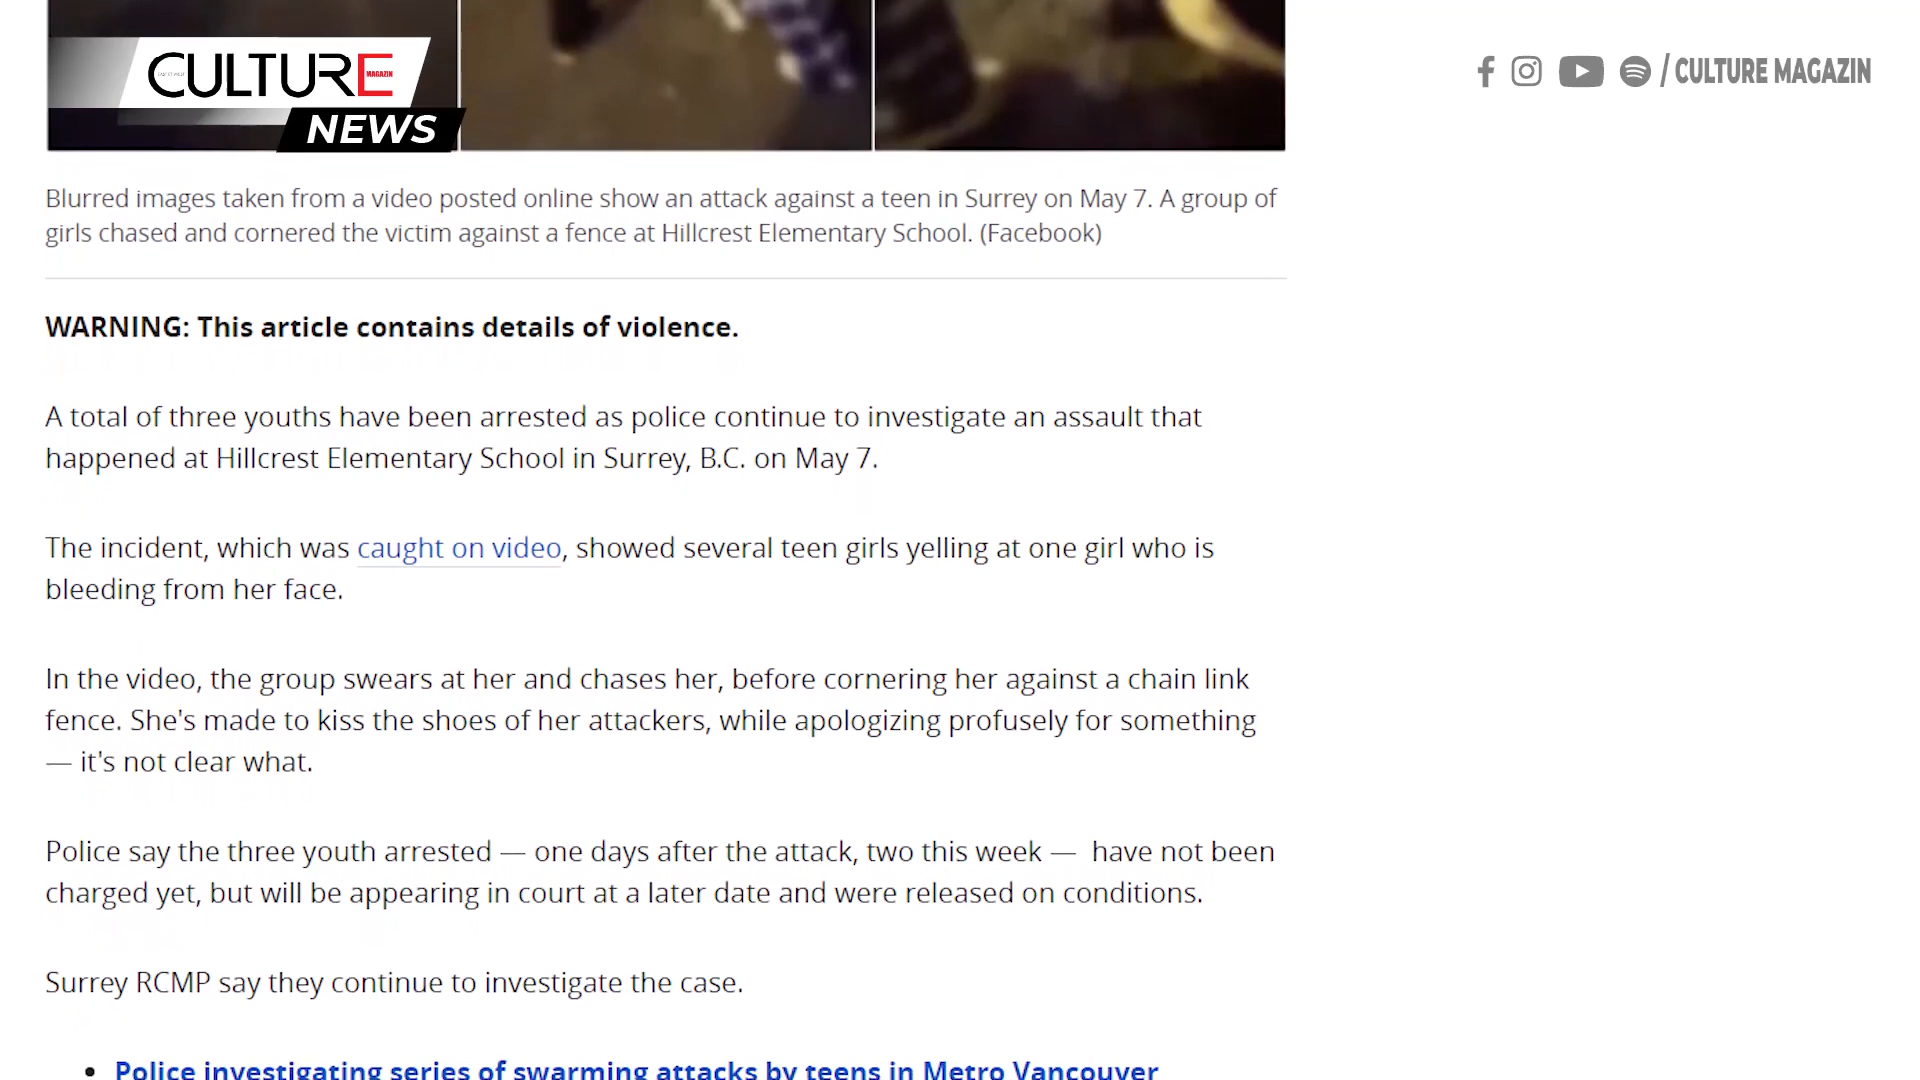 CULTURE
MAGAZIN
NEWS
/ CULTURE MAGAZIN
Blurred images taken from a video posted online show an attack against a teen in Surrey on May 7. A group of
girls chased and cornered the victim against a fence at Hillcrest Elementary School. (Facebook)
WARNING: This article contains details of violence.
A total of three youths have been arrested as police continue to investigate an assault that
happened at Hillcrest Elementary School in Surrey, B.C. on May 7.
The incident, which was caught on video, showed several teen girls yelling at one girl who is
bleeding from her face.
In the video, the group swears at her and chases her, before cornering her against a chain link
fence. She's made to kiss the shoes of her attackers, while apologizing profusely for something
— it's not clear what.
Police say the three youth arrested — one days after the attack, two this week — have not been
charged yet, but will be appearing in court at a later date and were released on conditions.
Surrey RCMP say they continue to investigate the case.
• Police investigating series of swarming attacks by teens in Metro Vancouver